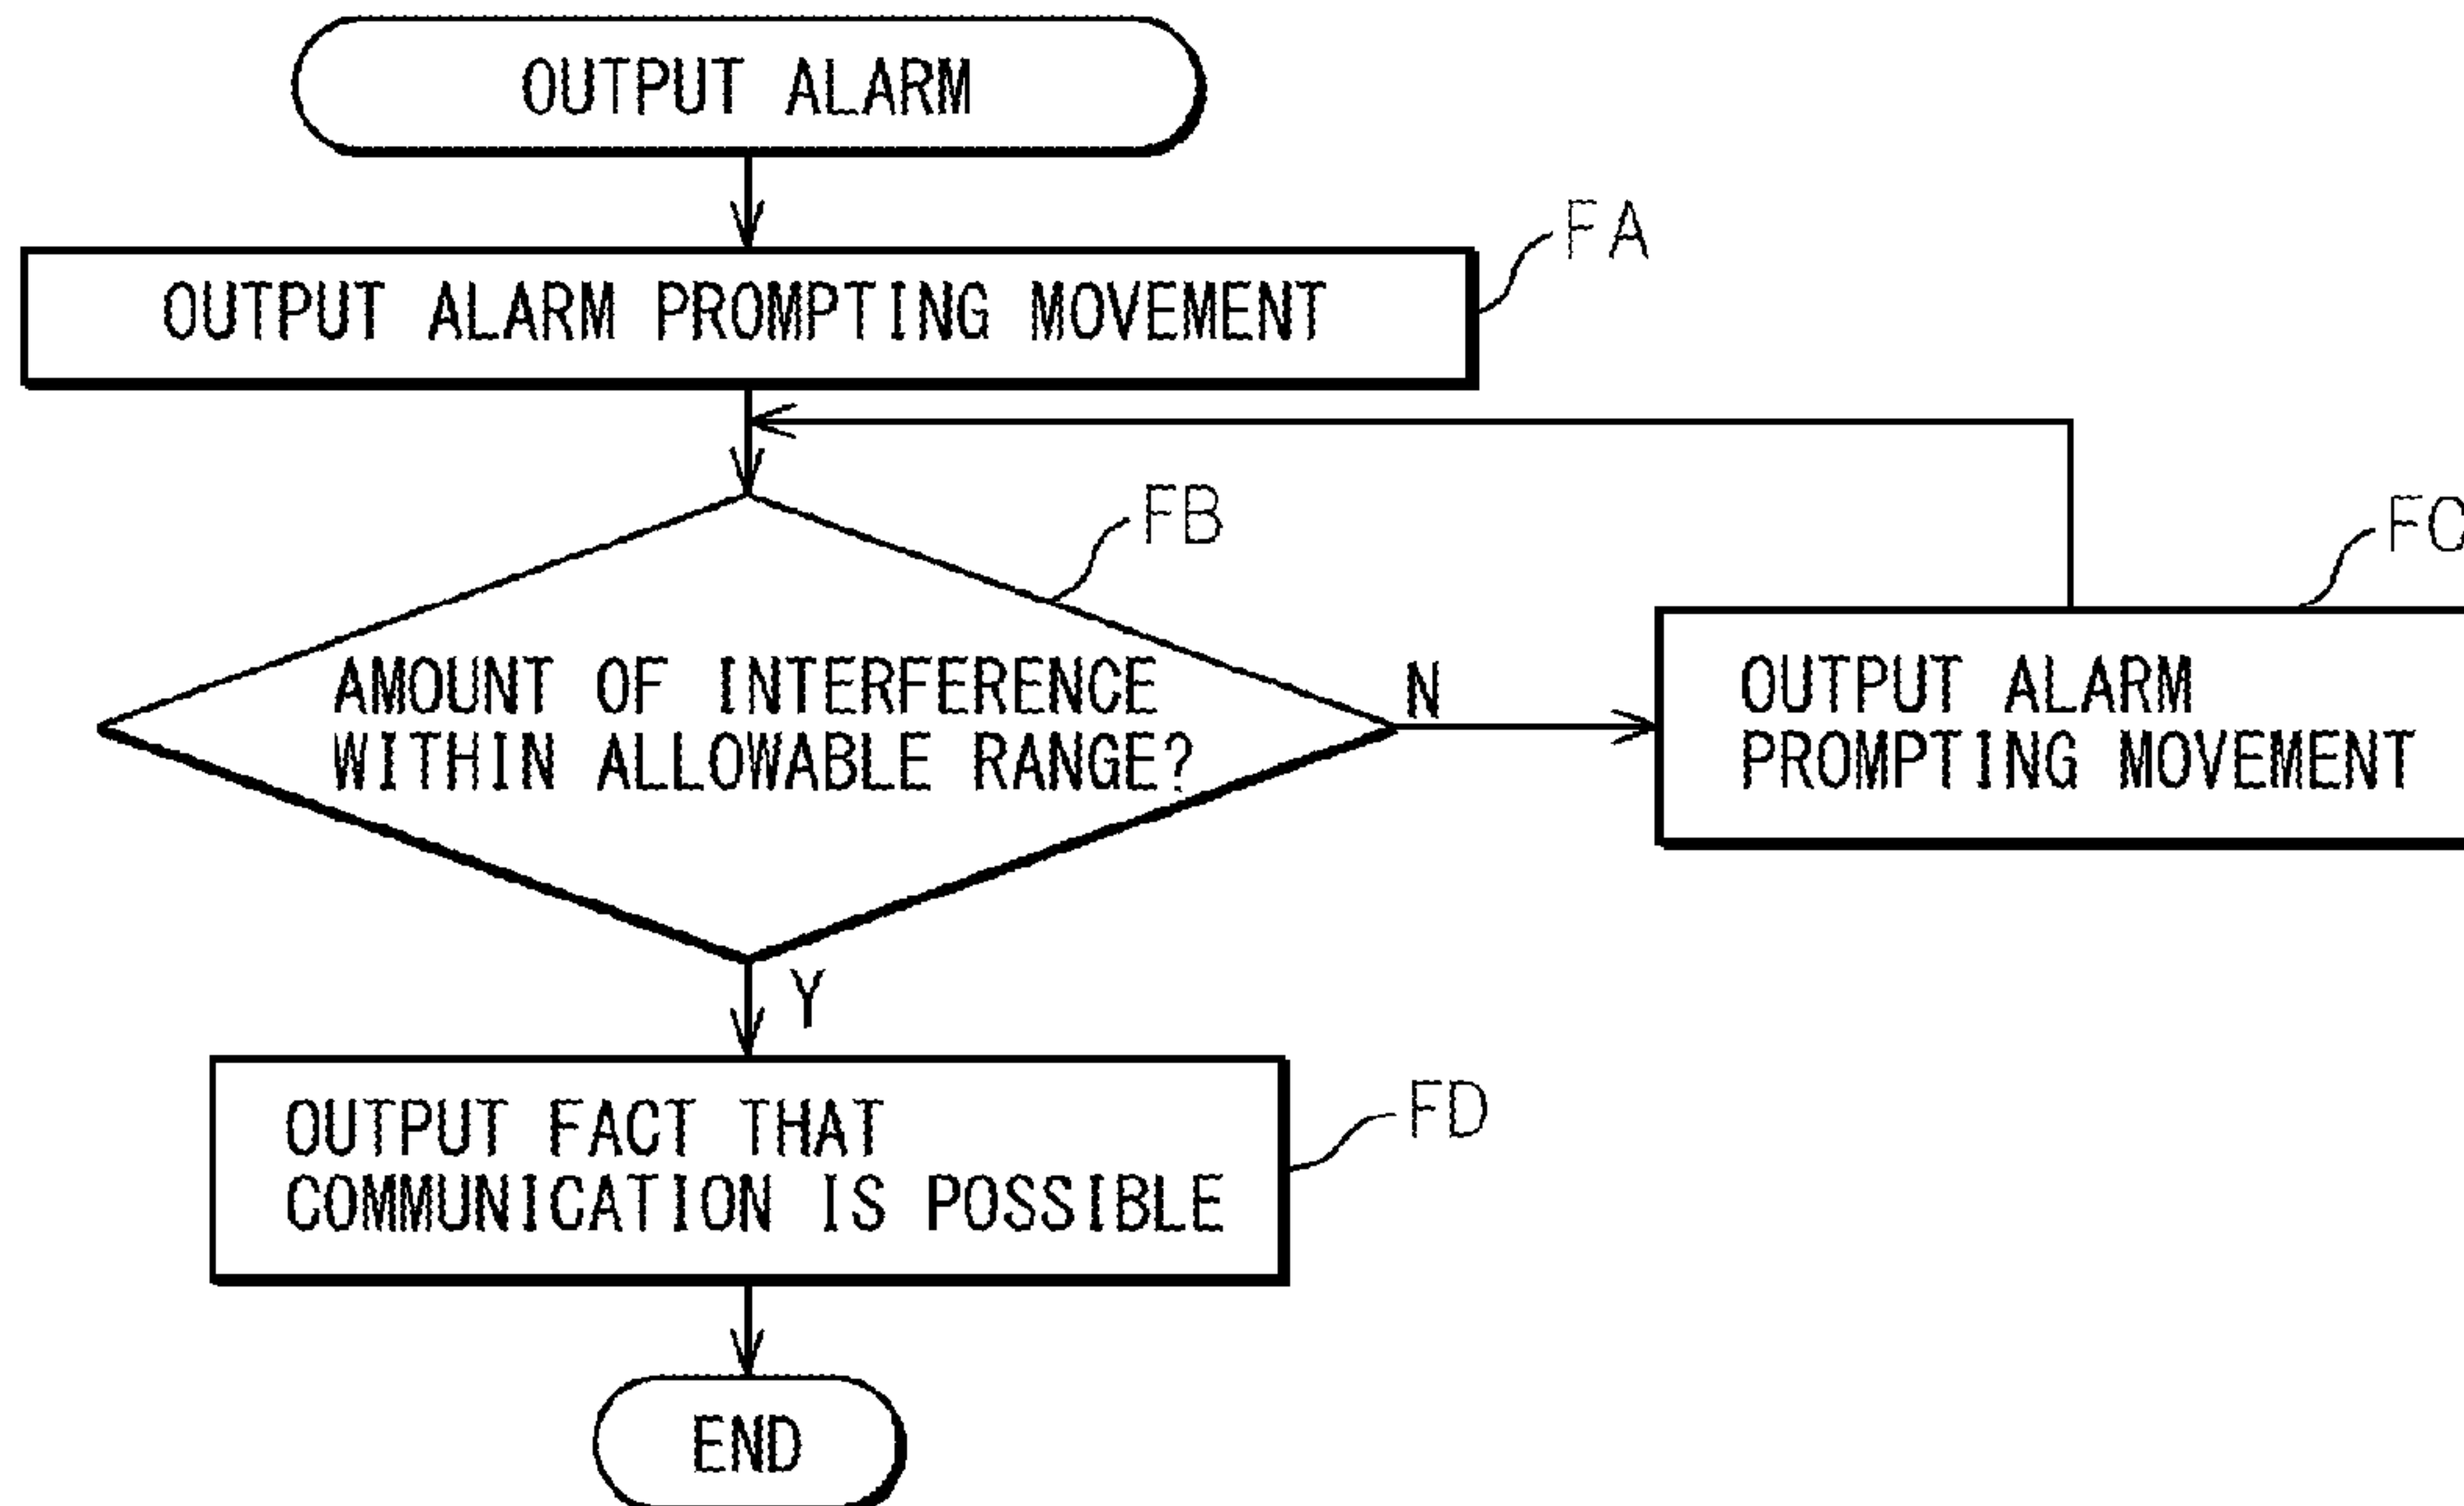 OUTPUT ALARM
FA
OUTPUT ALARM PROMPTING MOVEMENT
FB
FC
AMOUNT OF INTERFERENCE
WITHIN ALLOWABLE RANGE?
N
OUTPUT ALARM
PROMPTING MOVEMENT
Y
OUTPUT FACT THAT
COMMUNICATION IS POSSIBLE
FD
END